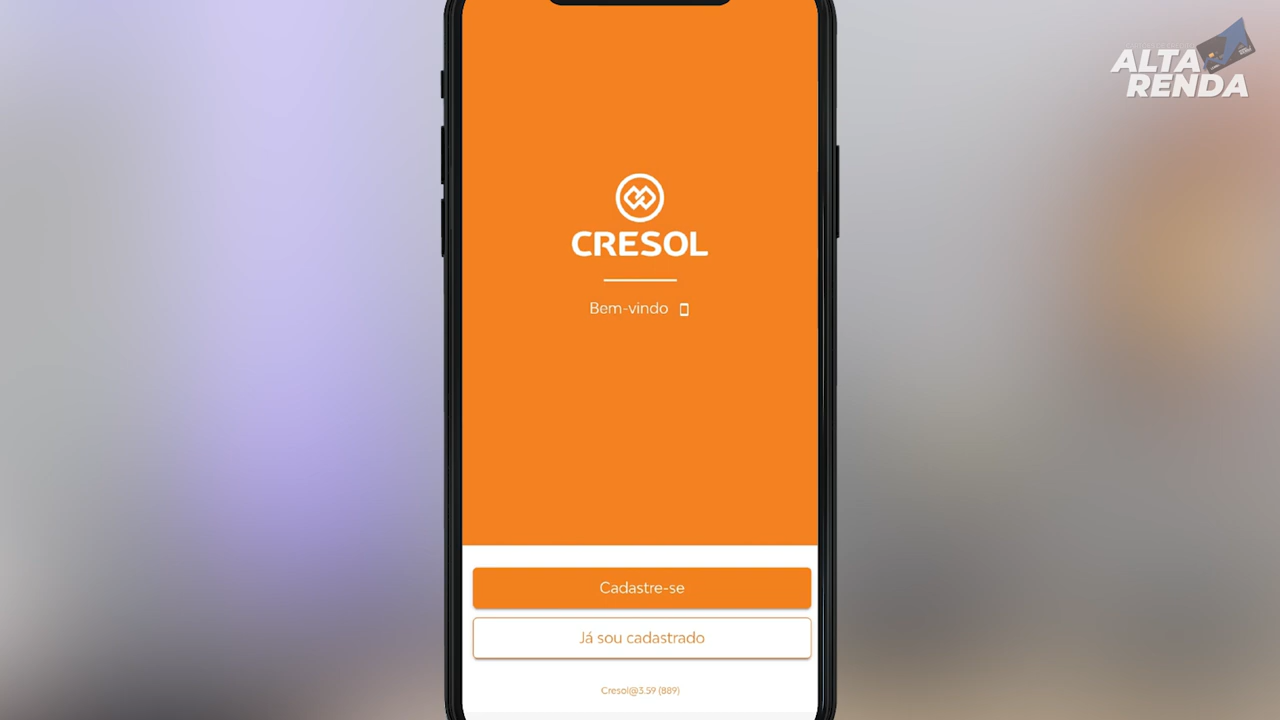 ALTA
RENDA
CRESOL
Bem-vindo
Cadastre-se
Já sou cadastrado
Cresol@3.59 (889)